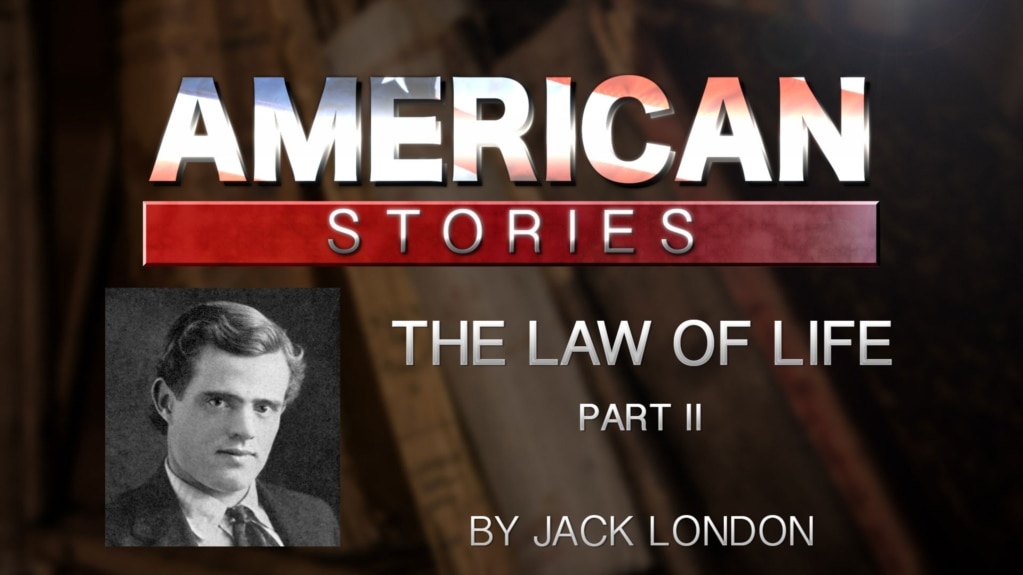 AMERICAN
STORIES
THE LAW OF LIFE
PART II
BY JACK LONDON